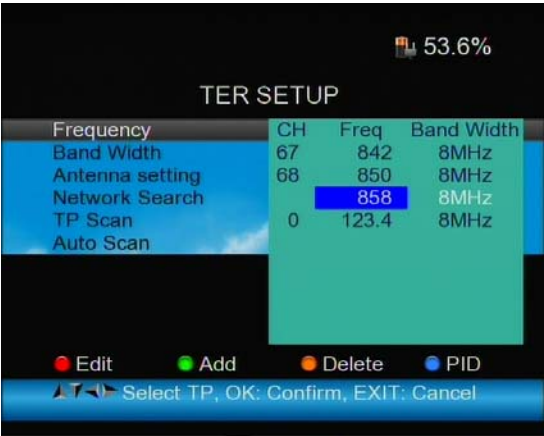 53.6%
TER SETUP
Frequency CH Freq Band Width
Band Width 67 842 8MHz
Antenna setting 68 850 8MHz
Network Search 858 8MHz
TP Scan 0 123.4 8MHz
Auto Scan
Edit Add Delete PID
Select TP, OK: Confirm, EXIT: Cancel